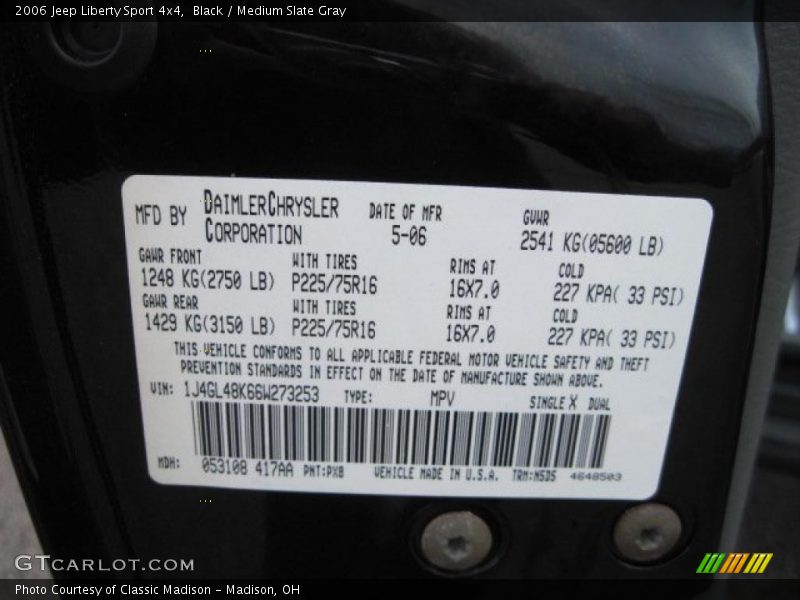 2006 Jeep Liberty Sport 4x4, Black / Medium Slate Gray
MFD BY DAIMLERCHRYSLER CORPORATION DATE OF MFR 5-06 GVWR 2541 KG(05600 LB)
GAWR FRONT WITH TIRES RIMS AT COLD
1248 KG(2750 LB) P225/75R16 16X7.0 227 KPA( 33 PSI)
GAWR REAR WITH TIRES RIMS AT COLD
1429 KG(3150 LB) P225/75R16 16X7.0 227 KPA( 33 PSI)
THIS VEHICLE CONFORMS TO ALL APPLICABLE FEDERAL MOTOR VEHICLE SAFETY AND THEFT
PREVENTION STANDARDS IN EFFECT ON THE DATE OF MANUFACTURE SHOWN ABOVE.
VIN: 1J4GL48K66W273253 TYPE: MPV SINGLE X DUAL
MDH: 053108 417AA PNT:PX8 VEHICLE MADE IN U.S.A. TRM:NSDS 4648503
GTCARLOT.COM
Photo Courtesy of Classic Madison - Madison, OH